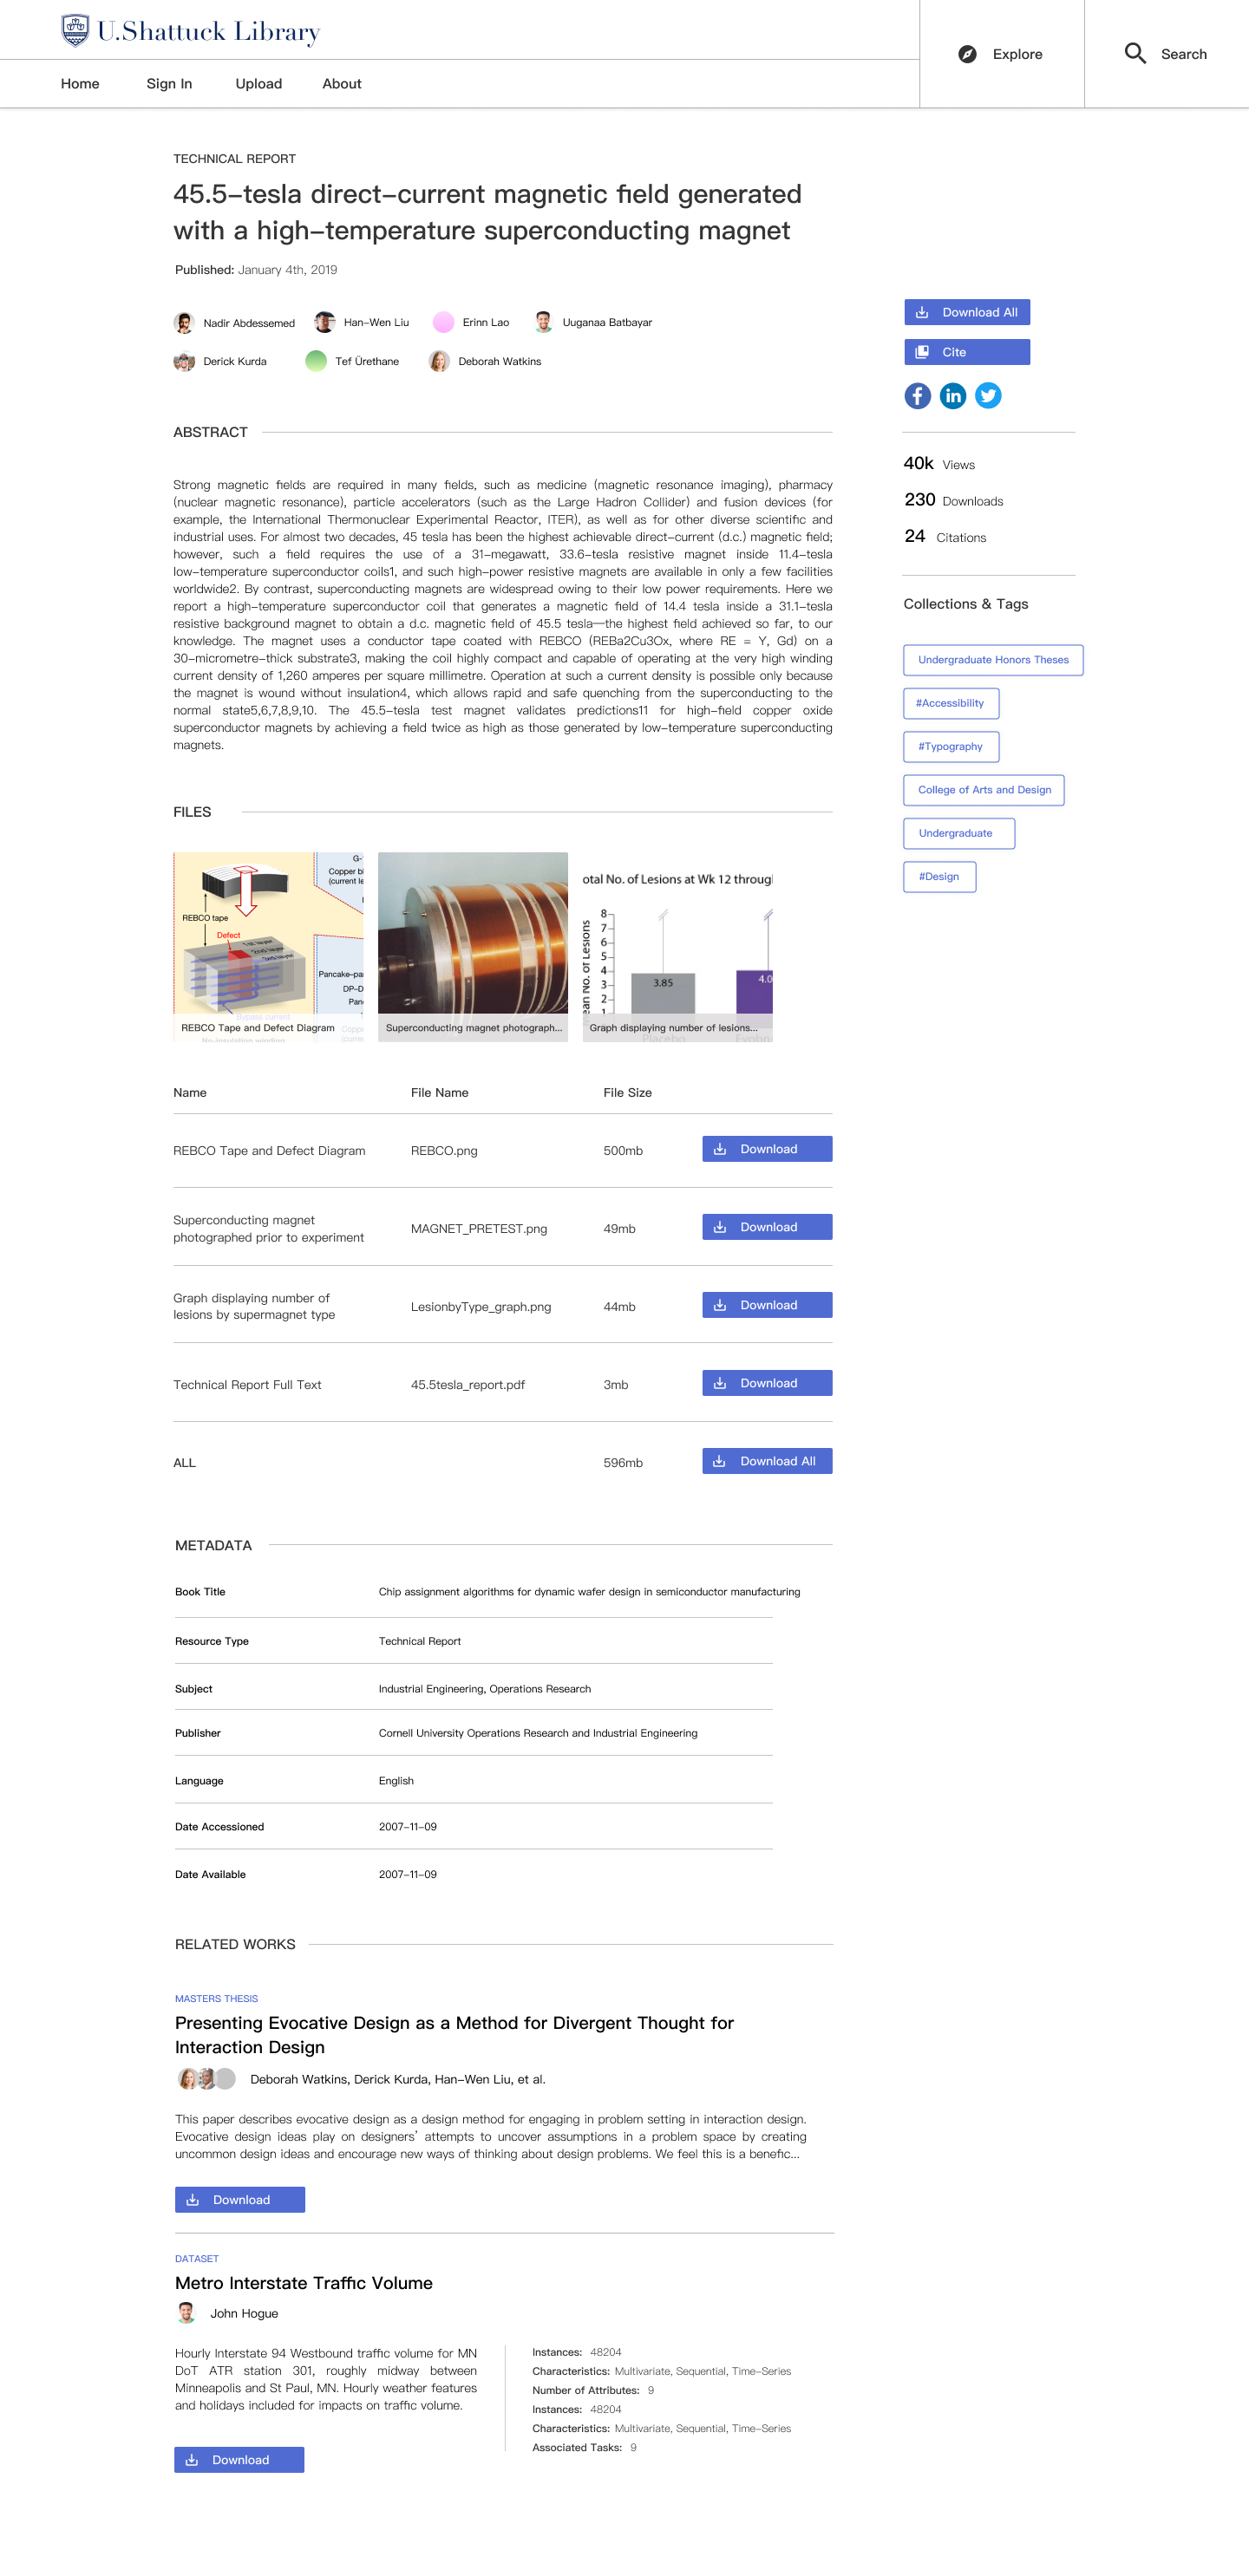 U.Shattuck Library
Explore
Search
Home
Sign In
Upload
About
TECHNICAL REPORT
45.5-tesla direct-current magnetic field generated
with a high-temperature superconducting magnet
Published: January 4th, 2019
Nadir Abdessemed
Han-Wen Liu
Erinn Lao
Uuganaa Batbayar
Derick Kurda
Tef Ürethane
Deborah Watkins
Download All
Cite
40k Views
230 Downloads
24 Citations
Collections & Tags
Undergraduate Honors Theses
#Accessibility
#Typography
College of Arts and Design
Undergraduate
#Design
ABSTRACT
Strong magnetic fields are required in many fields, such as medicine (magnetic resonance imaging), pharmacy
(nuclear magnetic resonance), particle accelerators (such as the Large Hadron Collider) and fusion devices (for
example, the International Thermonuclear Experimental Reactor, ITER), as well as for other diverse scientific and
industrial uses. For almost two decades, 45 tesla has been the highest achievable direct-current (d.c.) magnetic field;
however, such a field requires the use of a 31-megawatt, 33.6-tesla resistive magnet inside 11.4-tesla
low-temperature superconductor coils1, and such high-power resistive magnets are available in only a few facilities
worldwide2. By contrast, superconducting magnets are widespread owing to their low power requirements. Here we
report a high-temperature superconductor coil that generates a magnetic field of 14.4 tesla inside a 31.1-tesla
resistive background magnet to obtain a d.c. magnetic field of 45.5 tesla—the highest field achieved so far, to our
knowledge. The magnet uses a conductor tape coated with REBCO (REBa2Cu3Ox, where RE = Y, Gd) on a
30-micrometre-thick substrate3, making the coil highly compact and capable of operating at the very high winding
current density of 1,260 amperes per square millimetre. Operation at such a current density is possible only because
the magnet is wound without insulation4, which allows rapid and safe quenching from the superconducting to the
normal state5,6,7,8,9,10. The 45.5-tesla test magnet validates predictions11 for high-field copper oxide
superconductor magnets by achieving a field twice as high as those generated by low-temperature superconductor
magnets.
FILES
G-
Copper bl
(current le
REBCO tape
Defect
1st layer
2nd layer
3rd layer
Pancake-pa
DP-D
Pan
Bypass current
Coppe
(curre
No-insulation winding
REBCO Tape and Defect Diagram
Superconducting magnet photograph...
otal No. of Lesions at Wk 12 throug
ean No. of Lesions
8
7
6
5
4
3
2
1
3.85
4.0
Placebo
Graph displaying number of lesions...
Name
File Name
File Size
REBCO Tape and Defect Diagram
REBCO.png
500mb
Download
Superconducting magnet
photographed prior to experiment
MAGNET_PRETEST.png
49mb
Download
Graph displaying number of
lesions by supermagnet type
LesionbyType_graph.png
44mb
Download
Technical Report Full Text
45.5tesla_report.pdf
3mb
Download
ALL
596mb
Download All
METADATA
Book Title
Chip assignment algorithms for dynamic wafer design in semiconductor manufacturing
Resource Type
Technical Report
Subject
Industrial Engineering, Operations Research
Publisher
Cornell University Operations Research and Industrial Engineering
Language
English
Date Accessioned
2007-11-09
Date Available
2007-11-09
RELATED WORKS
MASTERS THESIS
Presenting Evocative Design as a Method for Divergent Thought for
Interaction Design
Deborah Watkins, Derick Kurda, Han-Wen Liu, et al.
This paper describes evocative design as a design method for engaging in problem setting in interaction design.
Evocative design ideas play on designers' attempts to uncover assumptions in a problem space by creating
uncommon design ideas and encourage new ways of thinking about design problems. We feel this is a benefic...
Download
DATASET
Metro Interstate Traffic Volume
John Hogue
Hourly Interstate 94 Westbound traffic volume for MN
DoT ATR station 301, roughly midway between
Minneapolis and St Paul, MN. Hourly weather features
and holidays included for impacts on traffic volume.
Instances: 48204
Characteristics: Multivariate, Sequential, Time-Series
Number of Attributes: 9
Instances: 48204
Characteristics: Multivariate, Sequential, Time-Series
Associated Tasks: 9
Download